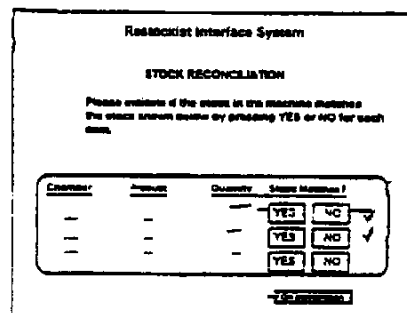 Restockist Interface System
STOCK RECONCILIATION
Please indicate if the stock in the machine matches
the stock shown below by pressing YES or NO for each
item.
Product Quantity Stock Matches?
YES NO
YES NO
YES NO